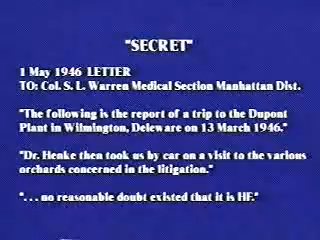 "SECRET"
1 May 1946 LETTER
TO: Col. S. L. Warren Medical Section Manhattan Dist.
"The following is the report of a trip to the Dupont
Plant in Wilmington, Deleware on 13 March 1946."
"Dr. Henke then took us by car on a visit to the various
orchards concerned in the litigation."
". . . no reasonable doubt existed that it is HF."